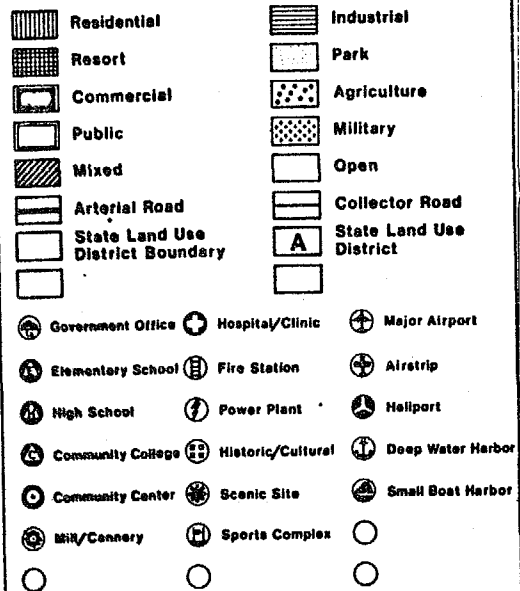 Residential Industrial
Resort Park
Commercial Agriculture
Public Military
Mixed Open
Arterial Road Collector Road
State Land Use
District Boundary
A State Land Use
District
Government Office Hospital/Clinic Major Airport
Elementary School Fire Station Airstrip
High School Power Plant Heliport
Community College Historic/Cultural Deep Water Harbor
Community Center Scenic Site Small Boat Harbor
Mill/Cannery Sports Complex